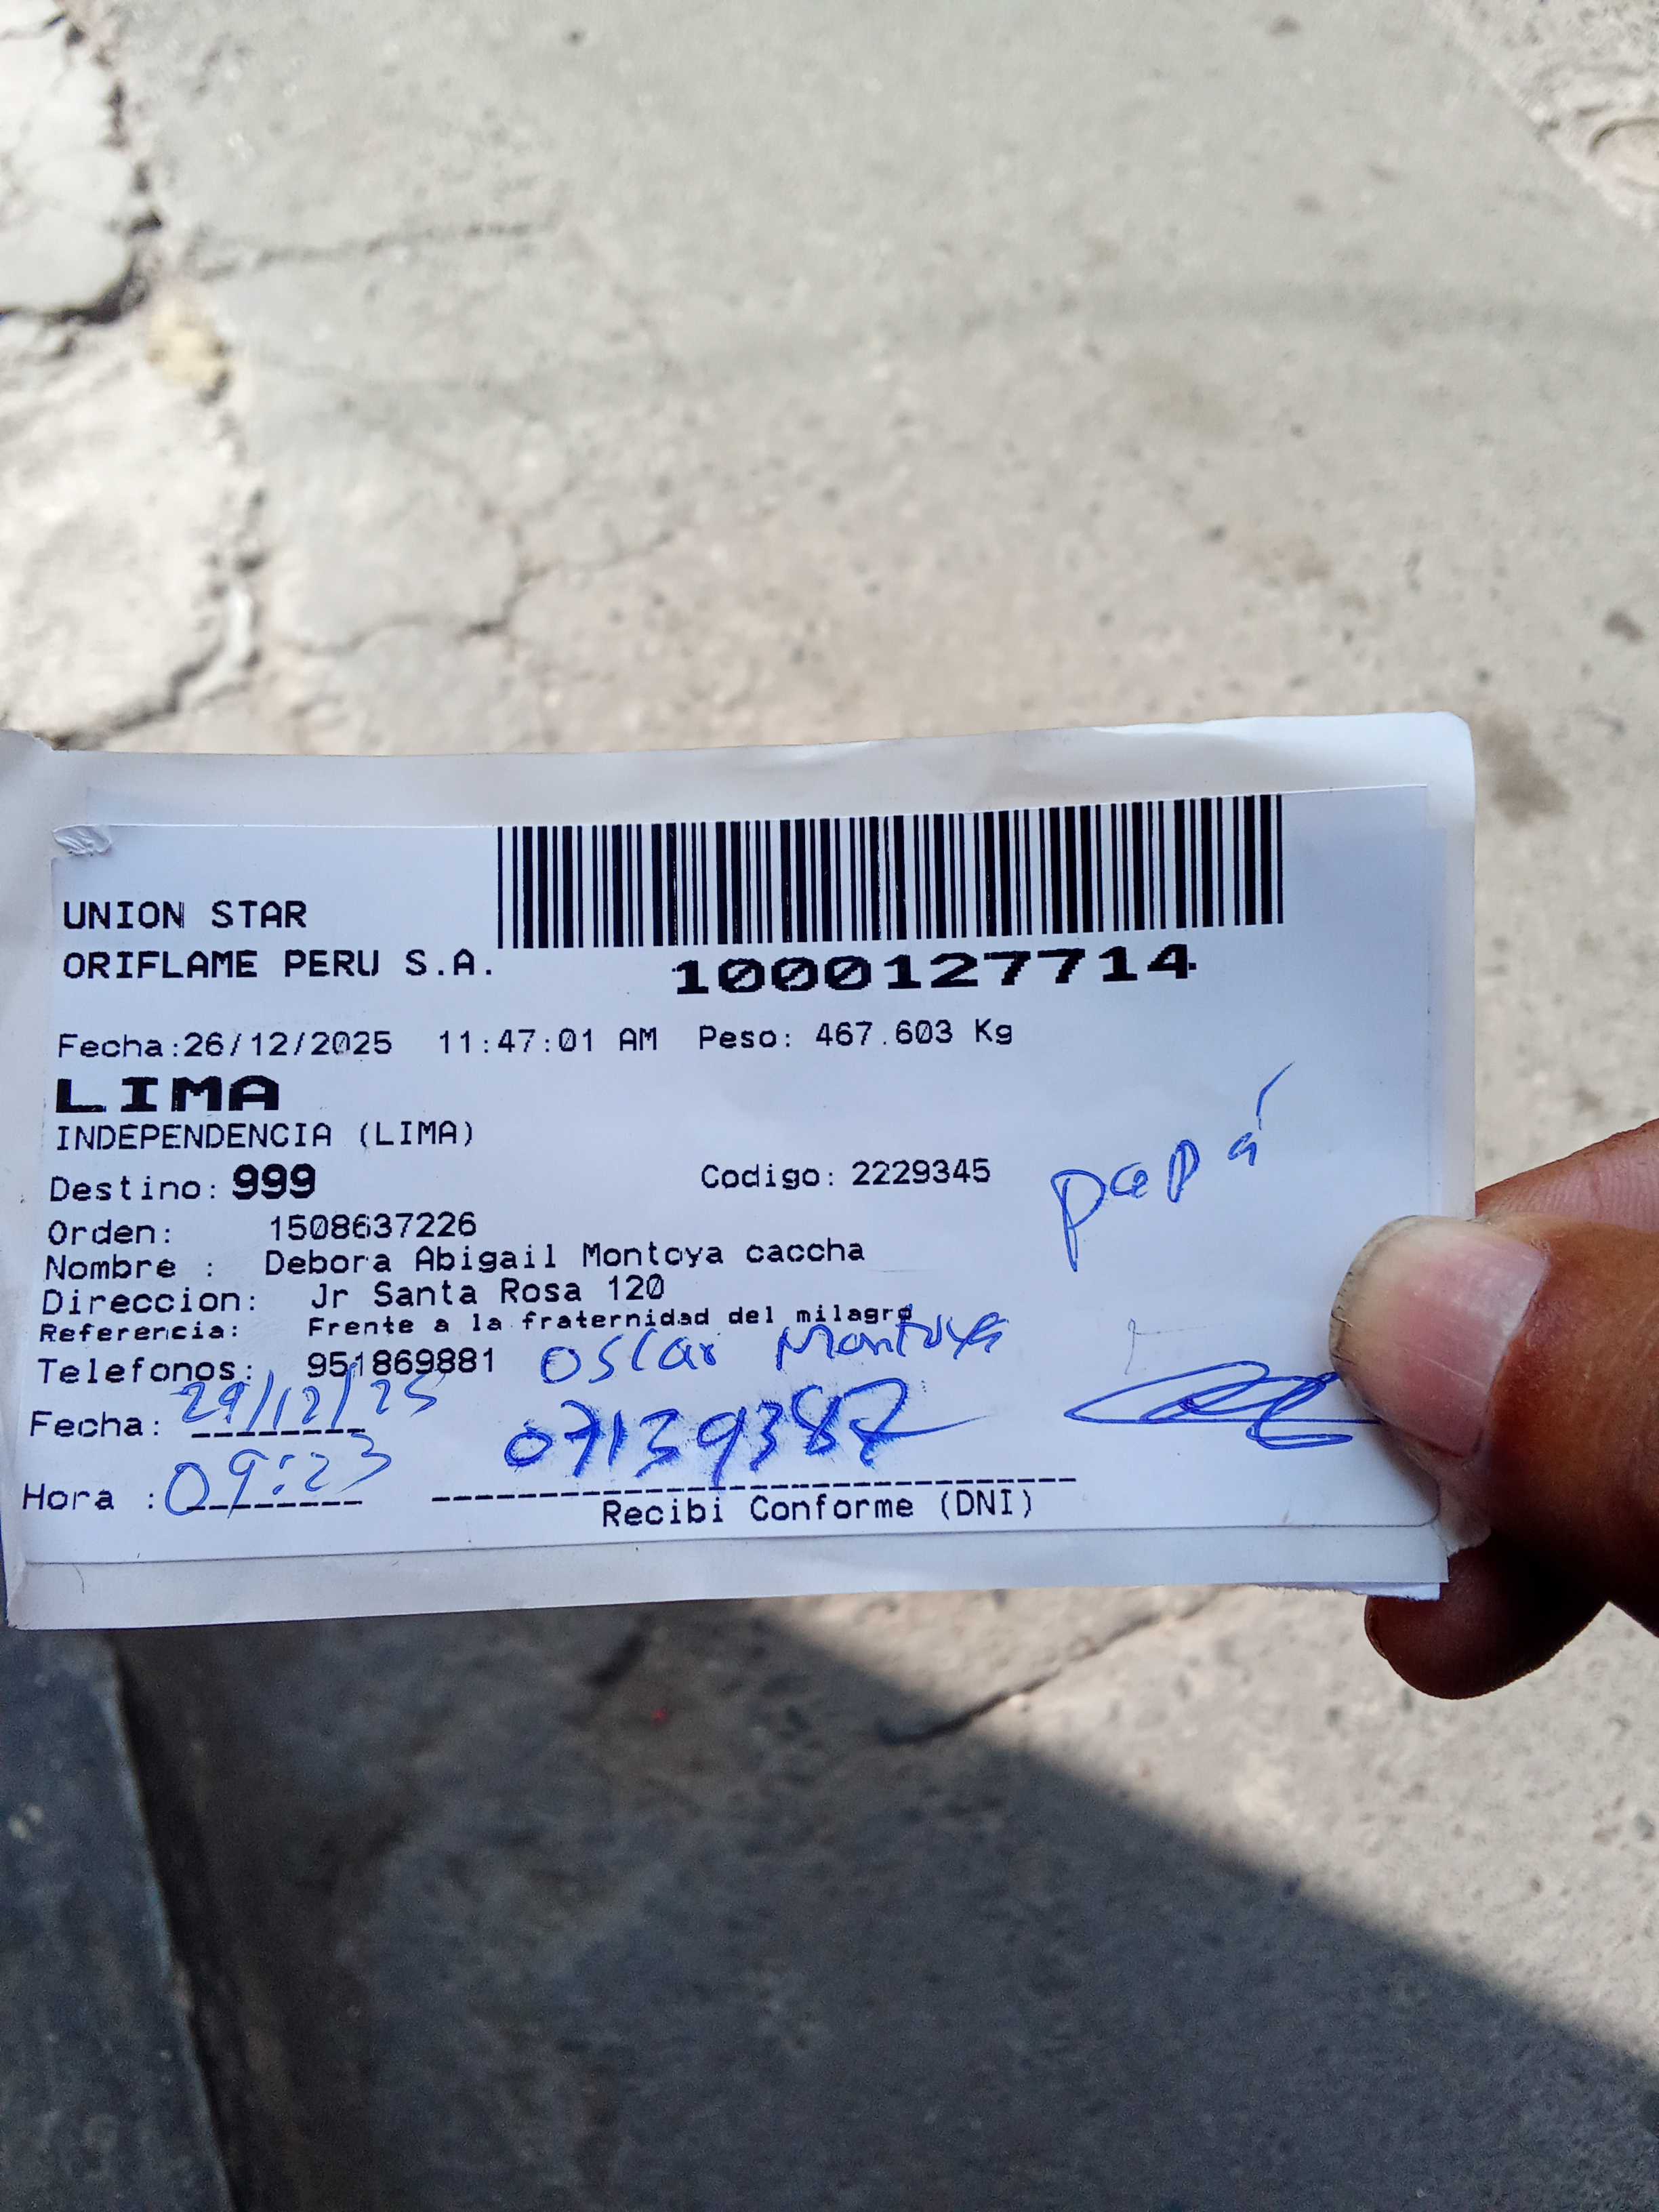 UNION STAR
ORIFLAME PERU S.A.
1000127714
Fecha:26/12/2025 11:47:01 AM Peso: 467.603 Kg
LIMA
INDEPENDENCIA (LIMA)
Destino: 999 Codigo: 2229345
papá
Orden: 1508637226
Nombre : Debora Abigail Montoya caccha
Direccion: Jr Santa Rosa 120
Referencia: Frente a la fraternidad del milagro
Telefonos: 951869881 Oscar Montoya
Fecha: 29/12/25
07139387
Hora : 09:23
Recibi Conforme (DNI)